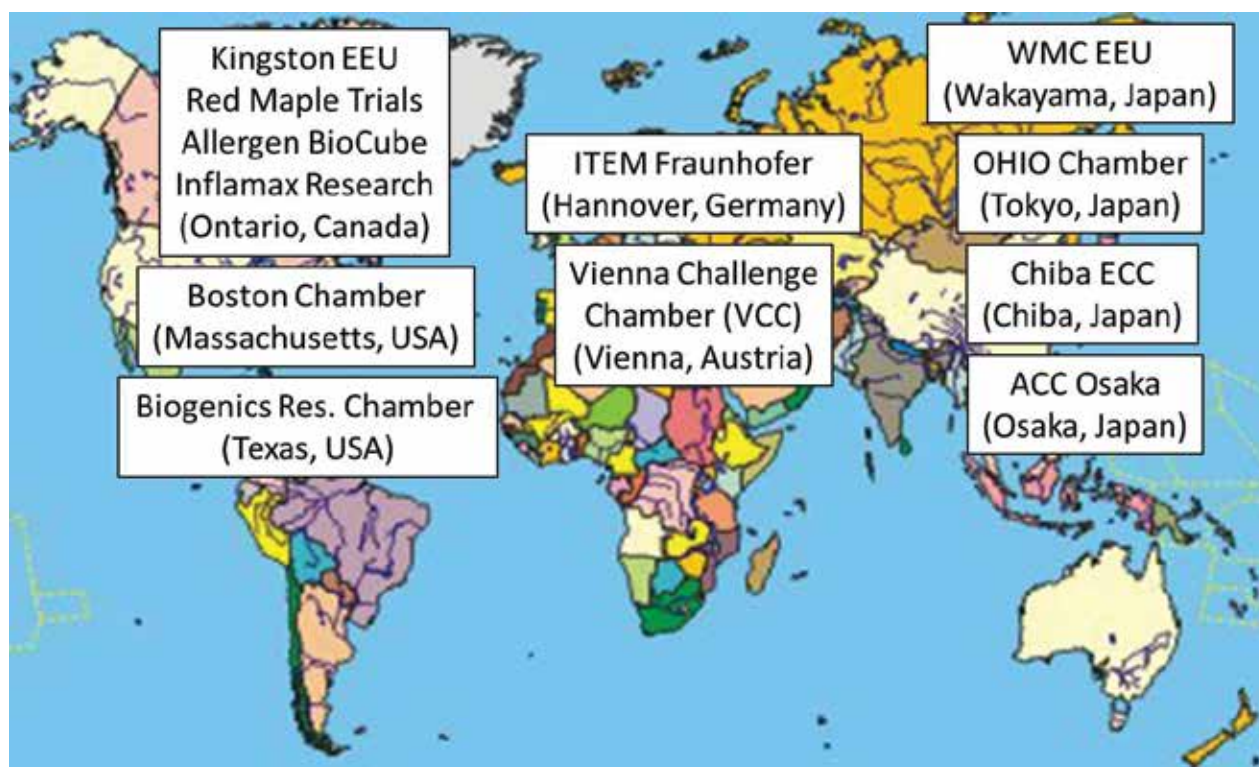 Kingston EEU
Red Maple Trials
Allergen BioCube
Inflamax Research
(Ontario, Canada)
Boston Chamber
(Massachusetts, USA)
Biogenics Res. Chamber
(Texas, USA)
ITEM Fraunhofer
(Hannover, Germany)
Vienna Challenge
Chamber (VCC)
(Vienna, Austria)
WMC EEU
(Wakayama, Japan)
OHIO Chamber
(Tokyo, Japan)
Chiba ECC
(Chiba, Japan)
ACC Osaka
(Osaka, Japan)